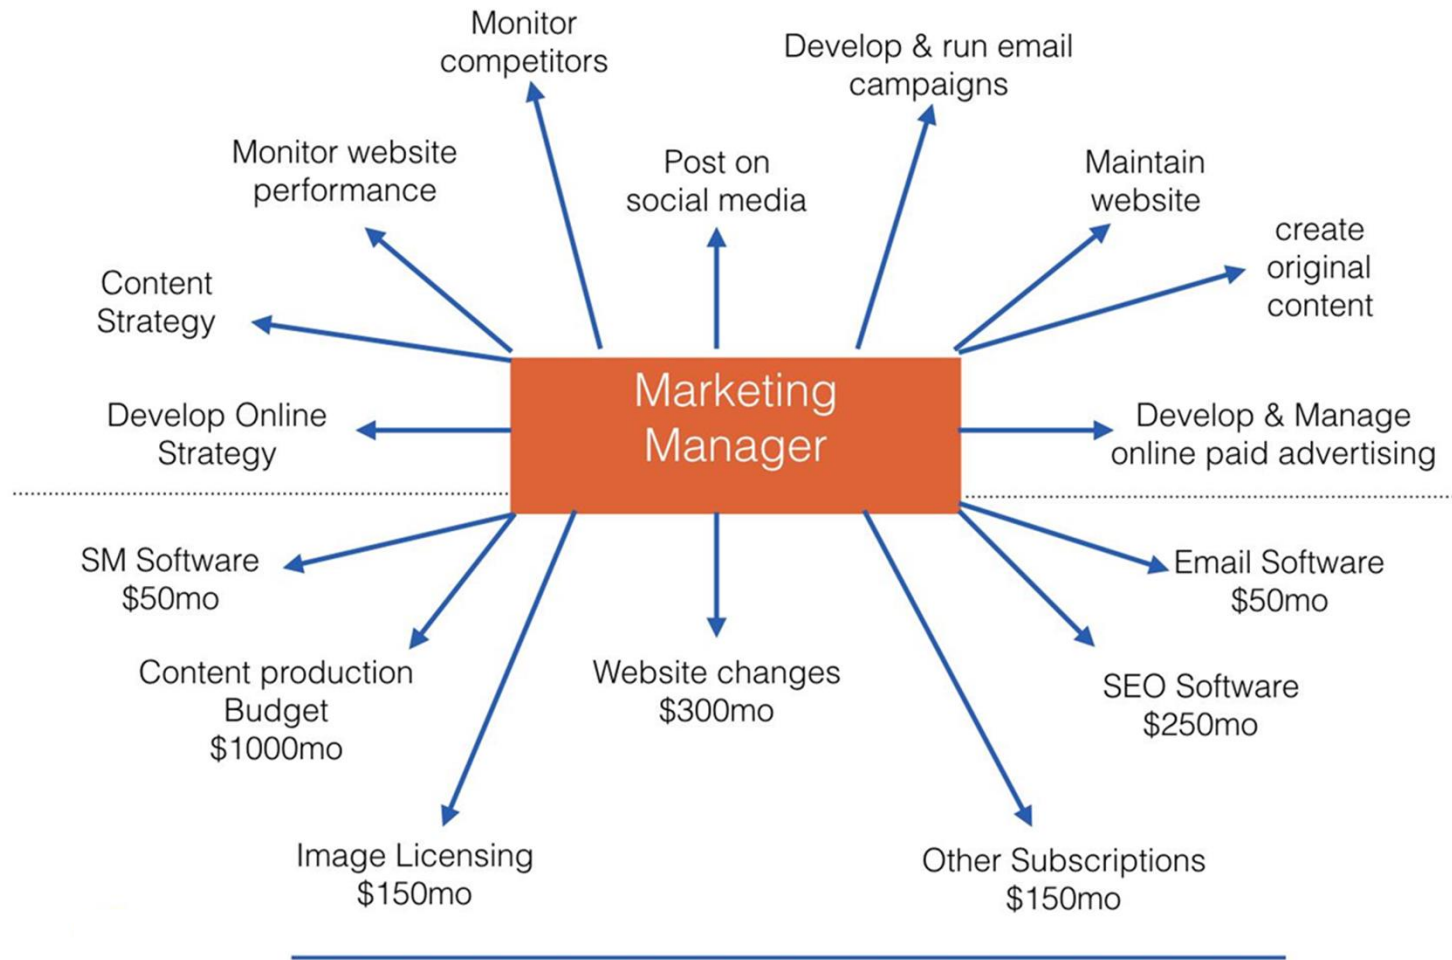 Monitor
competitors
Develop & run email
campaigns
Monitor website
performance
Post on
social media
Maintain
website
create
original
content
Content
Strategy
Marketing
Manager
Develop Online
Strategy
Develop & Manage
online paid advertising
SM Software
$50mo
Email Software
$50mo
Content production
Budget
$1000mo
Website changes
$300mo
SEO Software
$250mo
Image Licensing
$150mo
Other Subscriptions
$150mo